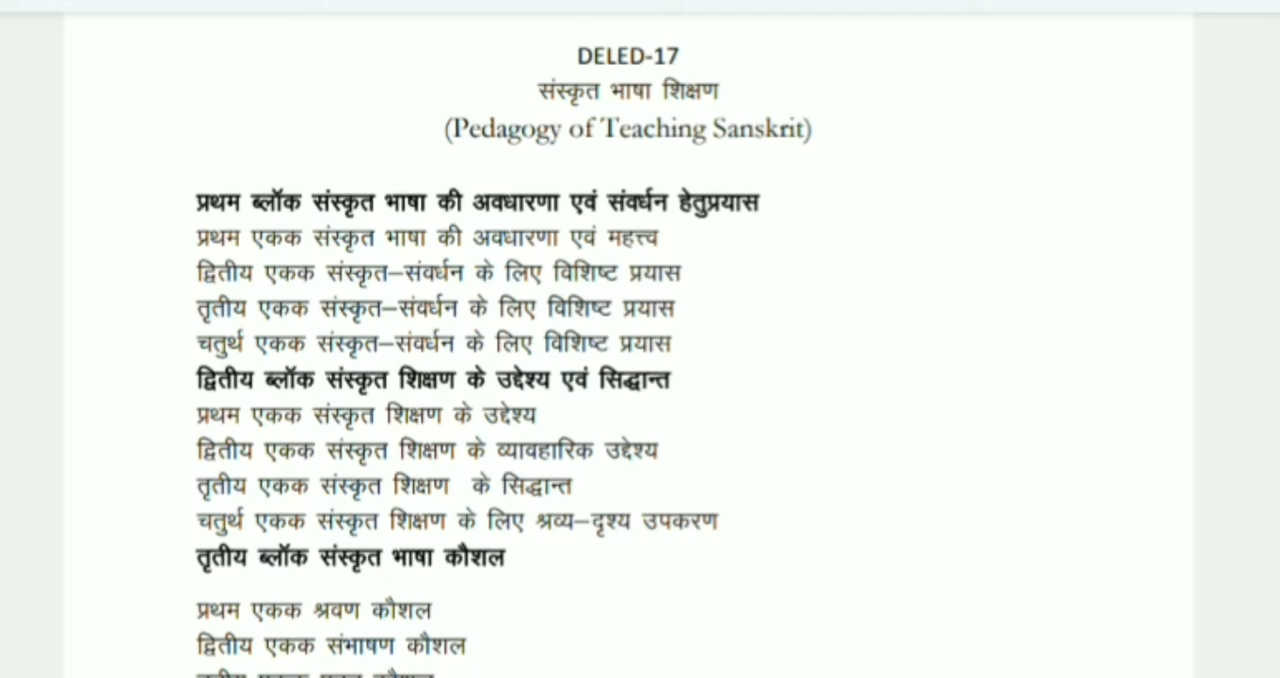 DELED-17
संस्कृत भाषा शिक्षण
(Pedagogy of Teaching Sanskrit)
प्रथम ब्लॉक संस्कृत भाषा की अवधारणा एवं संवर्धन हेतुप्रयास
प्रथम एकक संस्कृत भाषा की अवधारणा एवं महत्त्व
द्वितीय एकक संस्कृत–संवर्धन के लिए विशिष्ट प्रयास
तृतीय एकक संस्कृत–संवर्धन के लिए विशिष्ट प्रयास
चतुर्थ एकक संस्कृत–संवर्धन के लिए विशिष्ट प्रयास
द्वितीय ब्लॉक संस्कृत शिक्षण के उद्देश्य एवं सिद्धान्त
प्रथम एकक संस्कृत शिक्षण के उद्देश्य
द्वितीय एकक संस्कृत शिक्षण के व्यावहारिक उद्देश्य
तृतीय एकक संस्कृत शिक्षण के सिद्धान्त
चतुर्थ एकक संस्कृत शिक्षण के लिए श्रव्य–दृश्य उपकरण
तृतीय ब्लॉक संस्कृत भाषा कौशल
प्रथम एकक श्रवण कौशल
द्वितीय एकक संभाषण कौशल